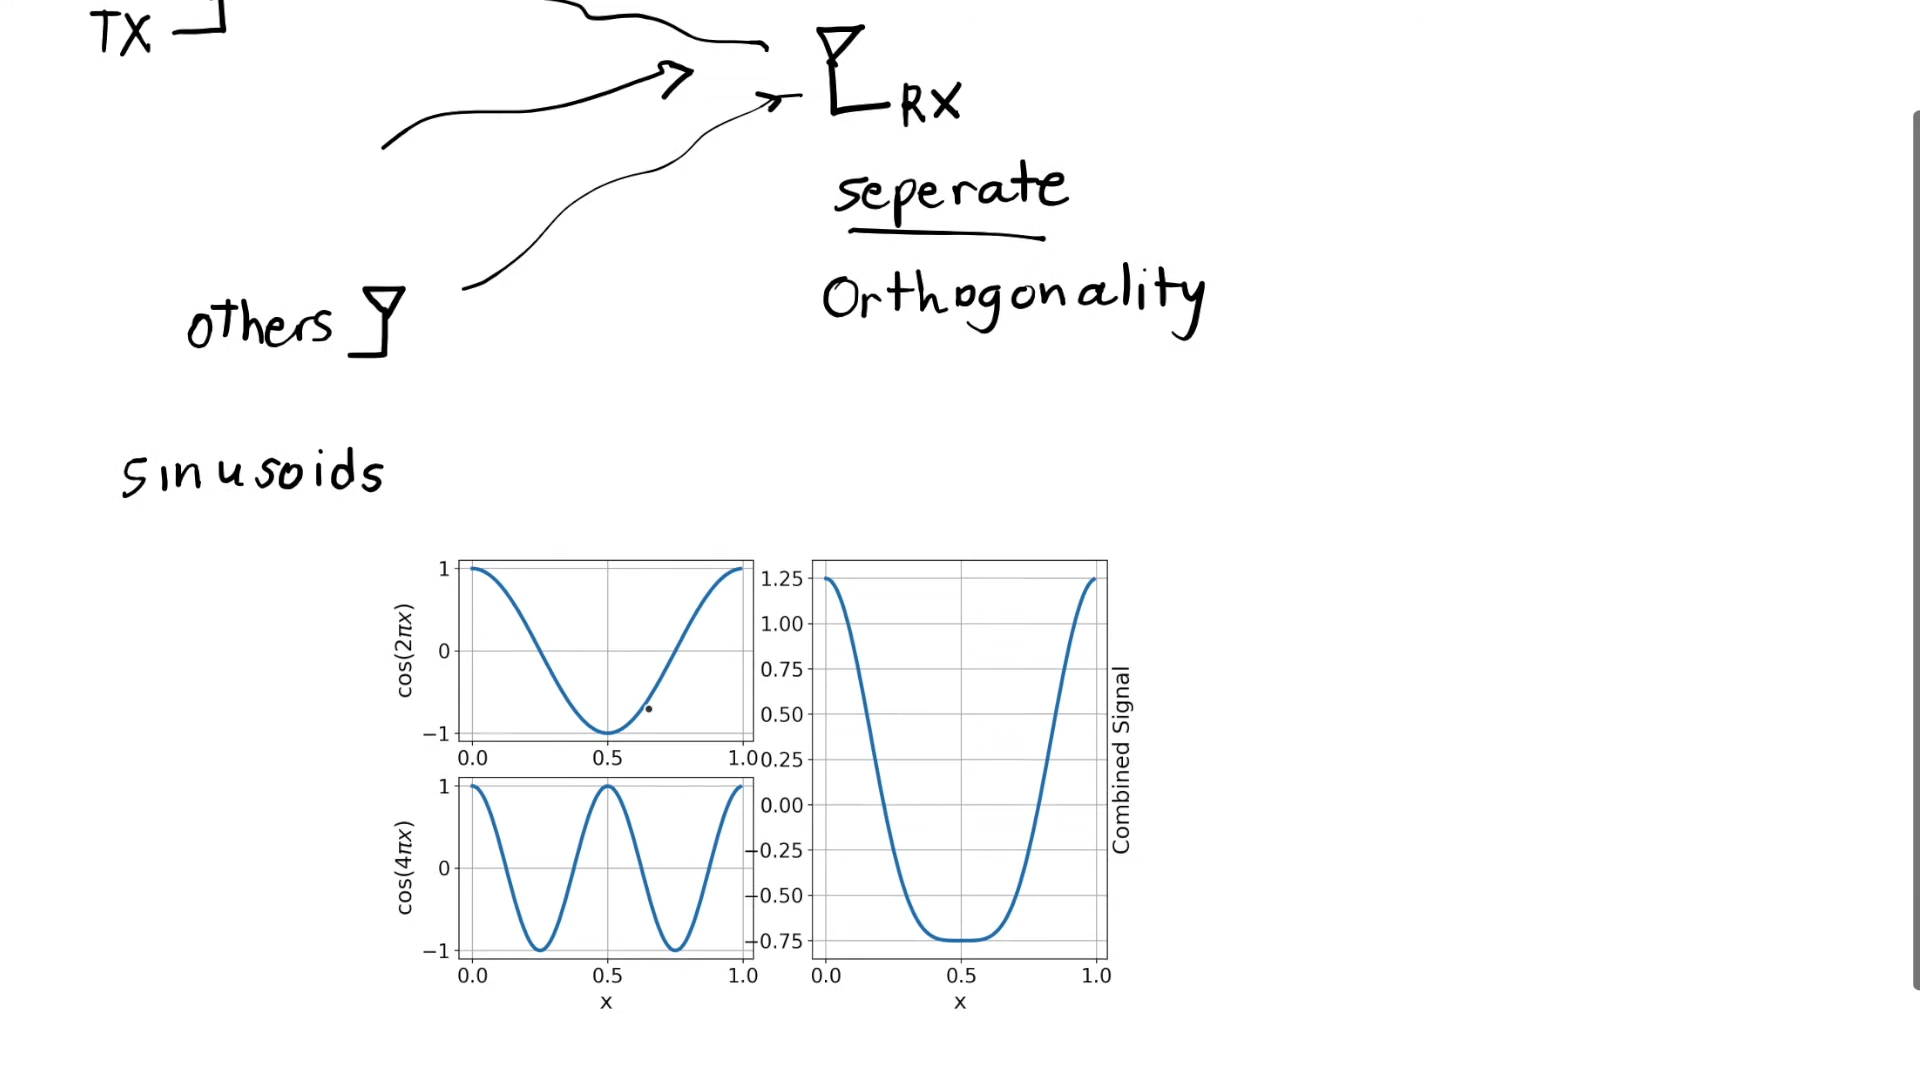 TX
RX
seperate
Orthogonality
others
sinusoids
cos(2πx)
1
0
−1
0.0
0.5
1.0
cos(4πx)
1
0
−1
0.0
0.5
1.0
x
1.25
1.00
0.75
0.50
0.25
0.00
−0.25
−0.50
−0.75
0.0
0.5
1.0
x
Combined Signal